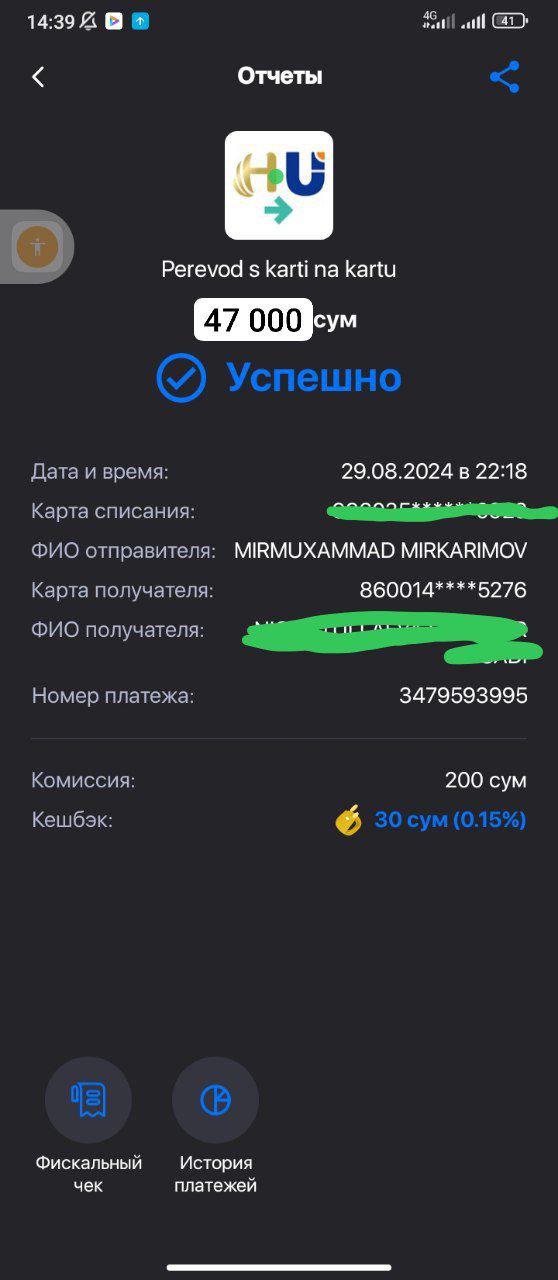 14:39 4G 41
Отчеты
HU
Perevod s karti na kartu
47 000 сум
Успешно
Дата и время: 29.08.2024 в 22:18
Карта списания:
ФИО отправителя: MIRMUXAMMAD MIRKARIMOV
Карта получателя: 860014****5276
ФИО получателя:
Номер платежа: 3479593995
Комиссия: 200 сум
Кешбэк: 30 сум (0.15%)
Фискальный История
чек платежей